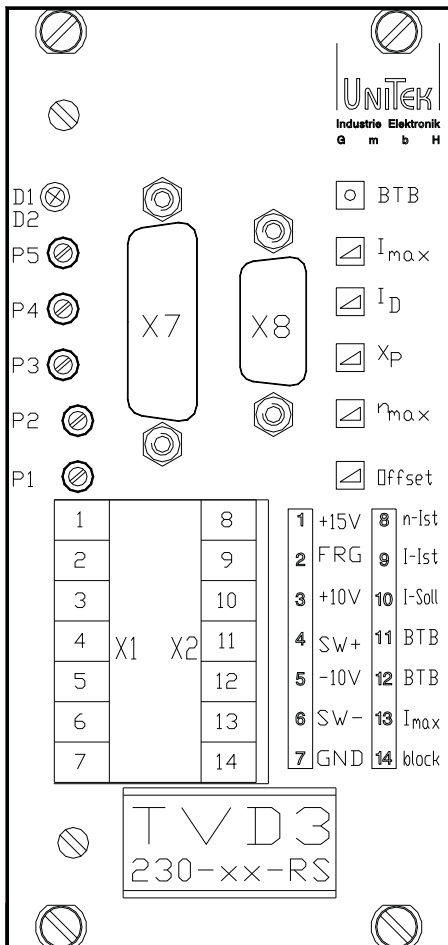 UNITEK
Industrie Elektronik
G m b H
D1
D2
BTB
P5
Imax
P4
ID
X7
X8
P3
XP
P2
nmax
P1
Offset
1
8
1 +15V 8 n-Ist
2
9
2 FRG 9 I-Ist
3
10
3 +10V 10 I-Soll
4
X1 X2
11
4 SW+ 11 BTB
5
12
5 -10V 12 BTB
6
13
6 SW- 13 Imax
7
14
7 GND 14 block
TVD3
230-xx-RS